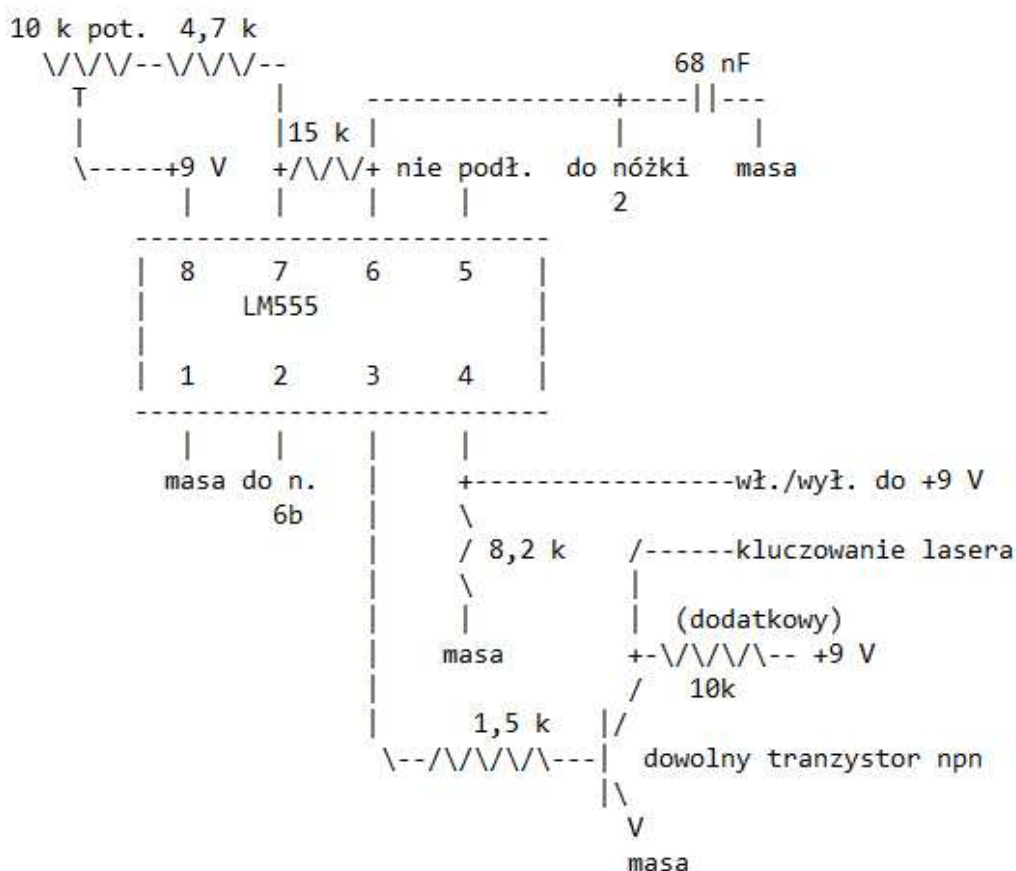 10 k pot. 4,7 k
68 nF
15 k
+9 V nie podł. do nóżki masa
2
8 7 6 5
LM555
1 2 3 4
masa do n. wł./wył. do +9 V
6b
8,2 k kluczowanie lasera
(dodatkowy)
masa +9 V
10k
1,5 k
dowolny tranzystor npn
masa